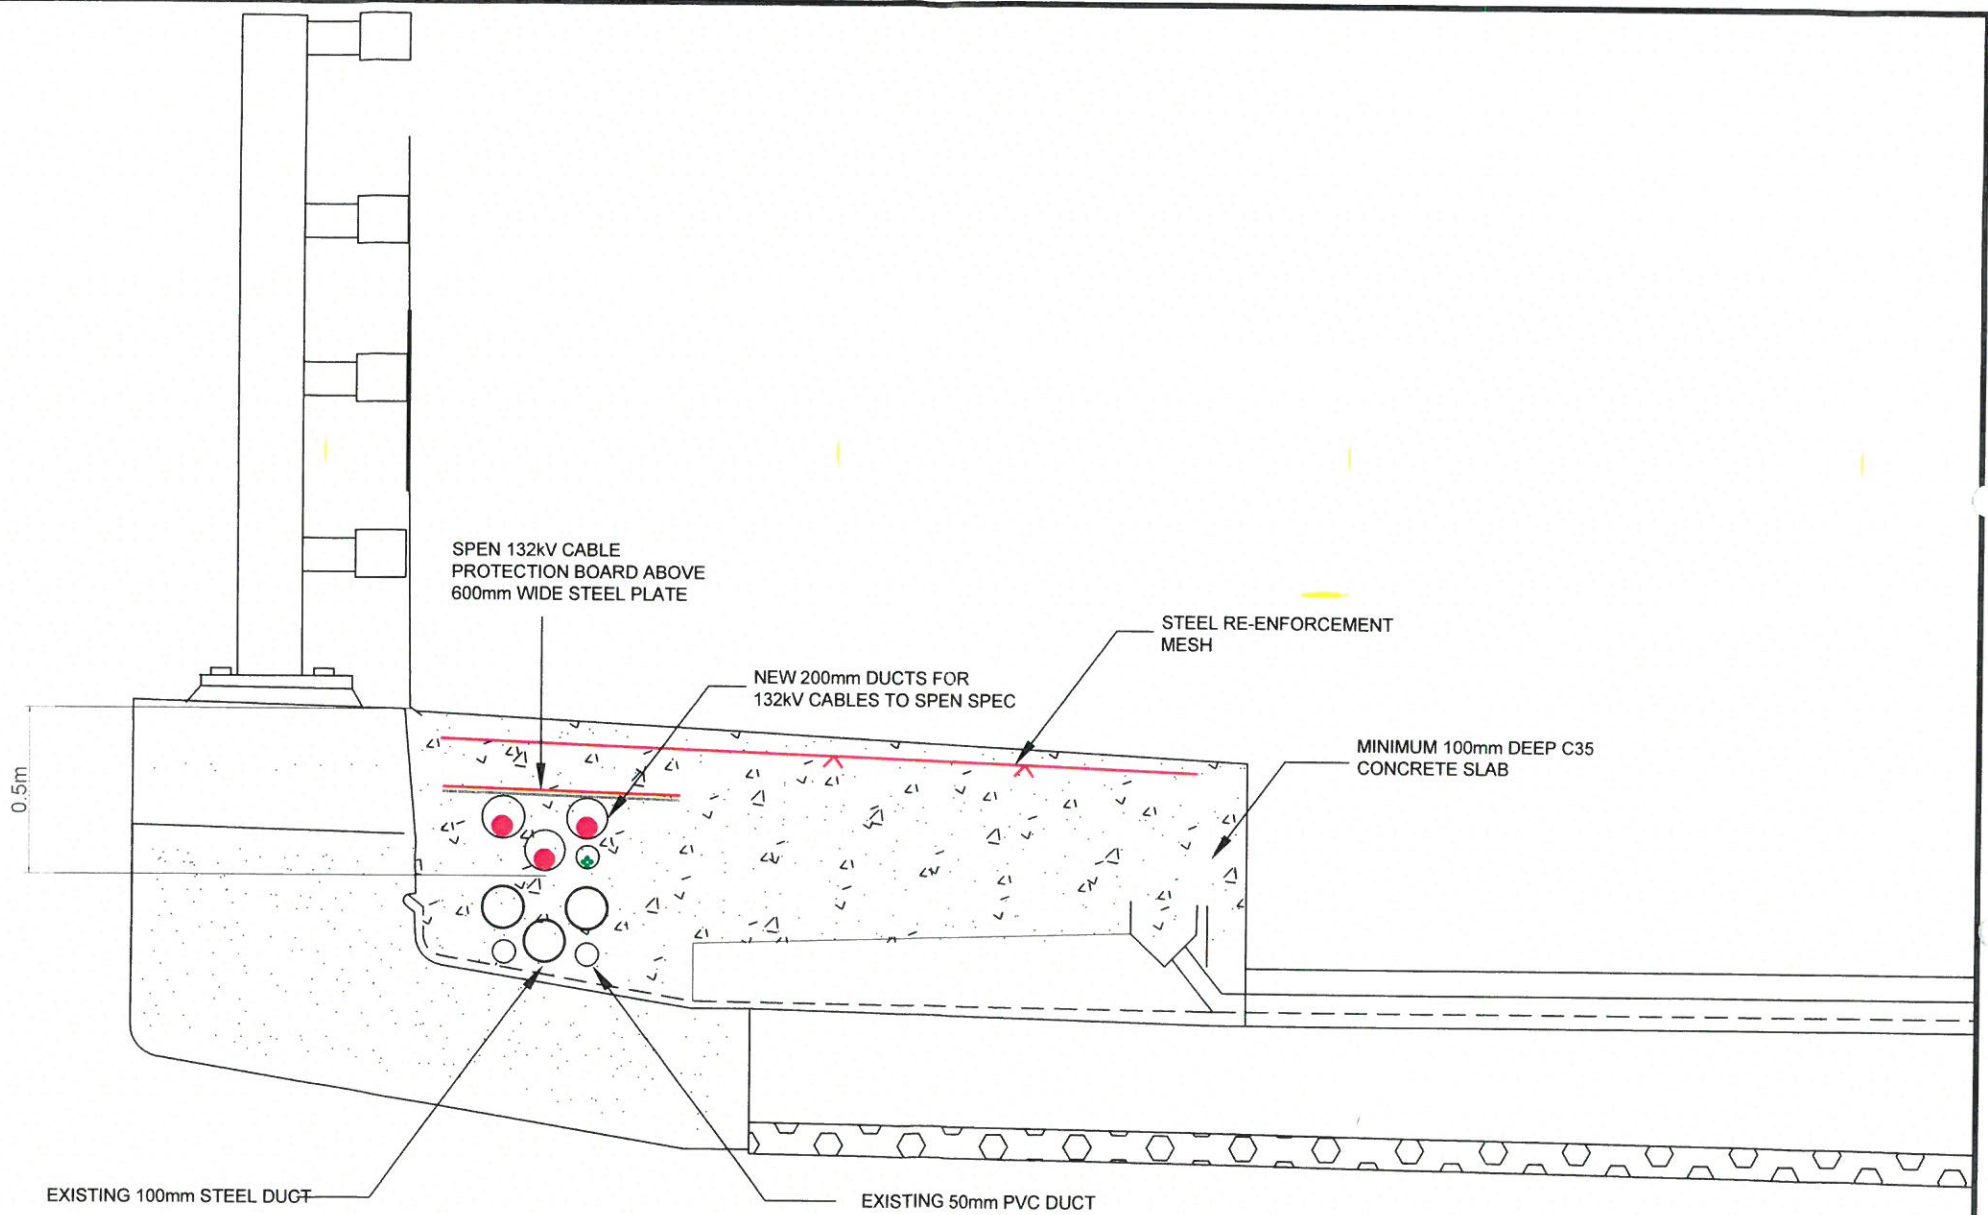 SPEN 132kV CABLE
PROTECTION BOARD ABOVE
600mm WIDE STEEL PLATE
STEEL RE-ENFORCEMENT
MESH
NEW 200mm DUCTS FOR
132kV CABLES TO SPEN SPEC
MINIMUM 100mm DEEP C35
CONCRETE SLAB
0.5m
EXISTING 100mm STEEL DUCT
EXISTING 50mm PVC DUCT